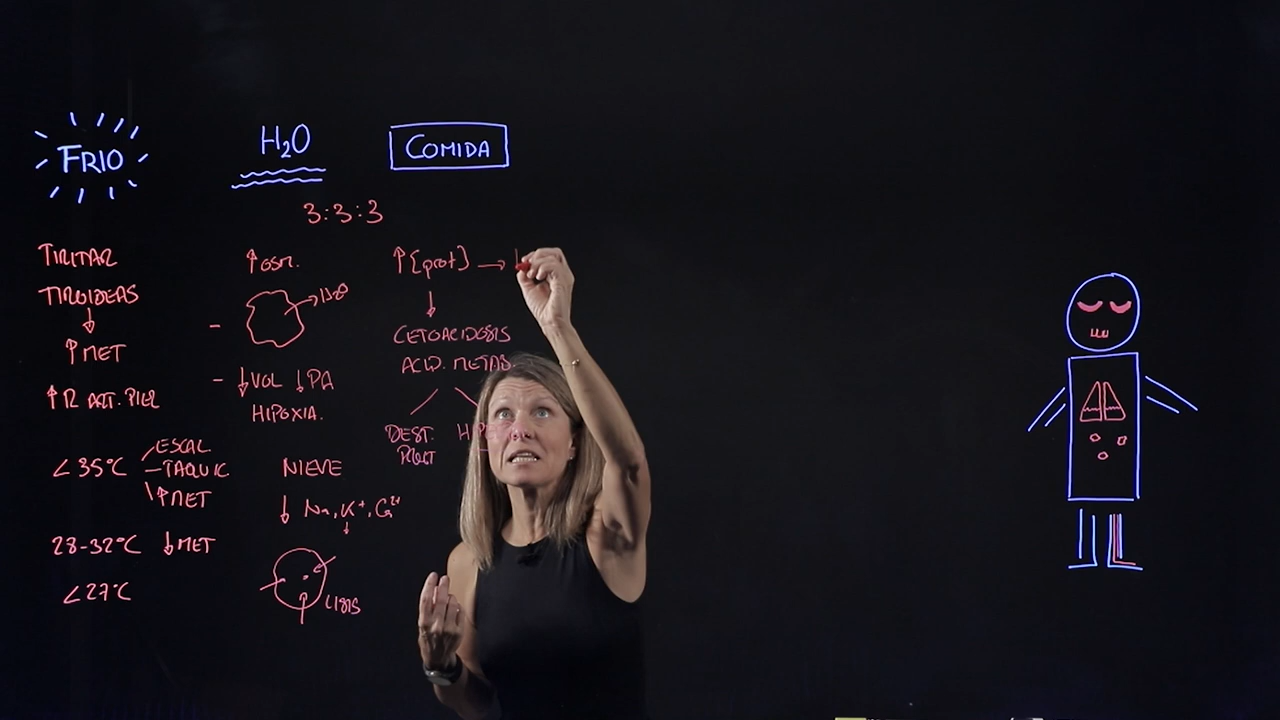 FRIO
TIRITAR
TIROIDEAS
↓
↑ MET
↑ R ART. PIEL
< 35°C
ESCAL
TAQUIC
↑ MET
28-32°C ↓ MET
< 27°C
H₂O
3:3:3
↑ OSM.
→ H₂O
- ↓ VOL ↓ PA
HIPOXIA.
NIEVE
↓ Na, K⁺, Ca²⁺
LISIS
COMIDA
↑ [prot] →
↓
CETOACIDOSIS
ACID. METAB.
DEST.
PROT